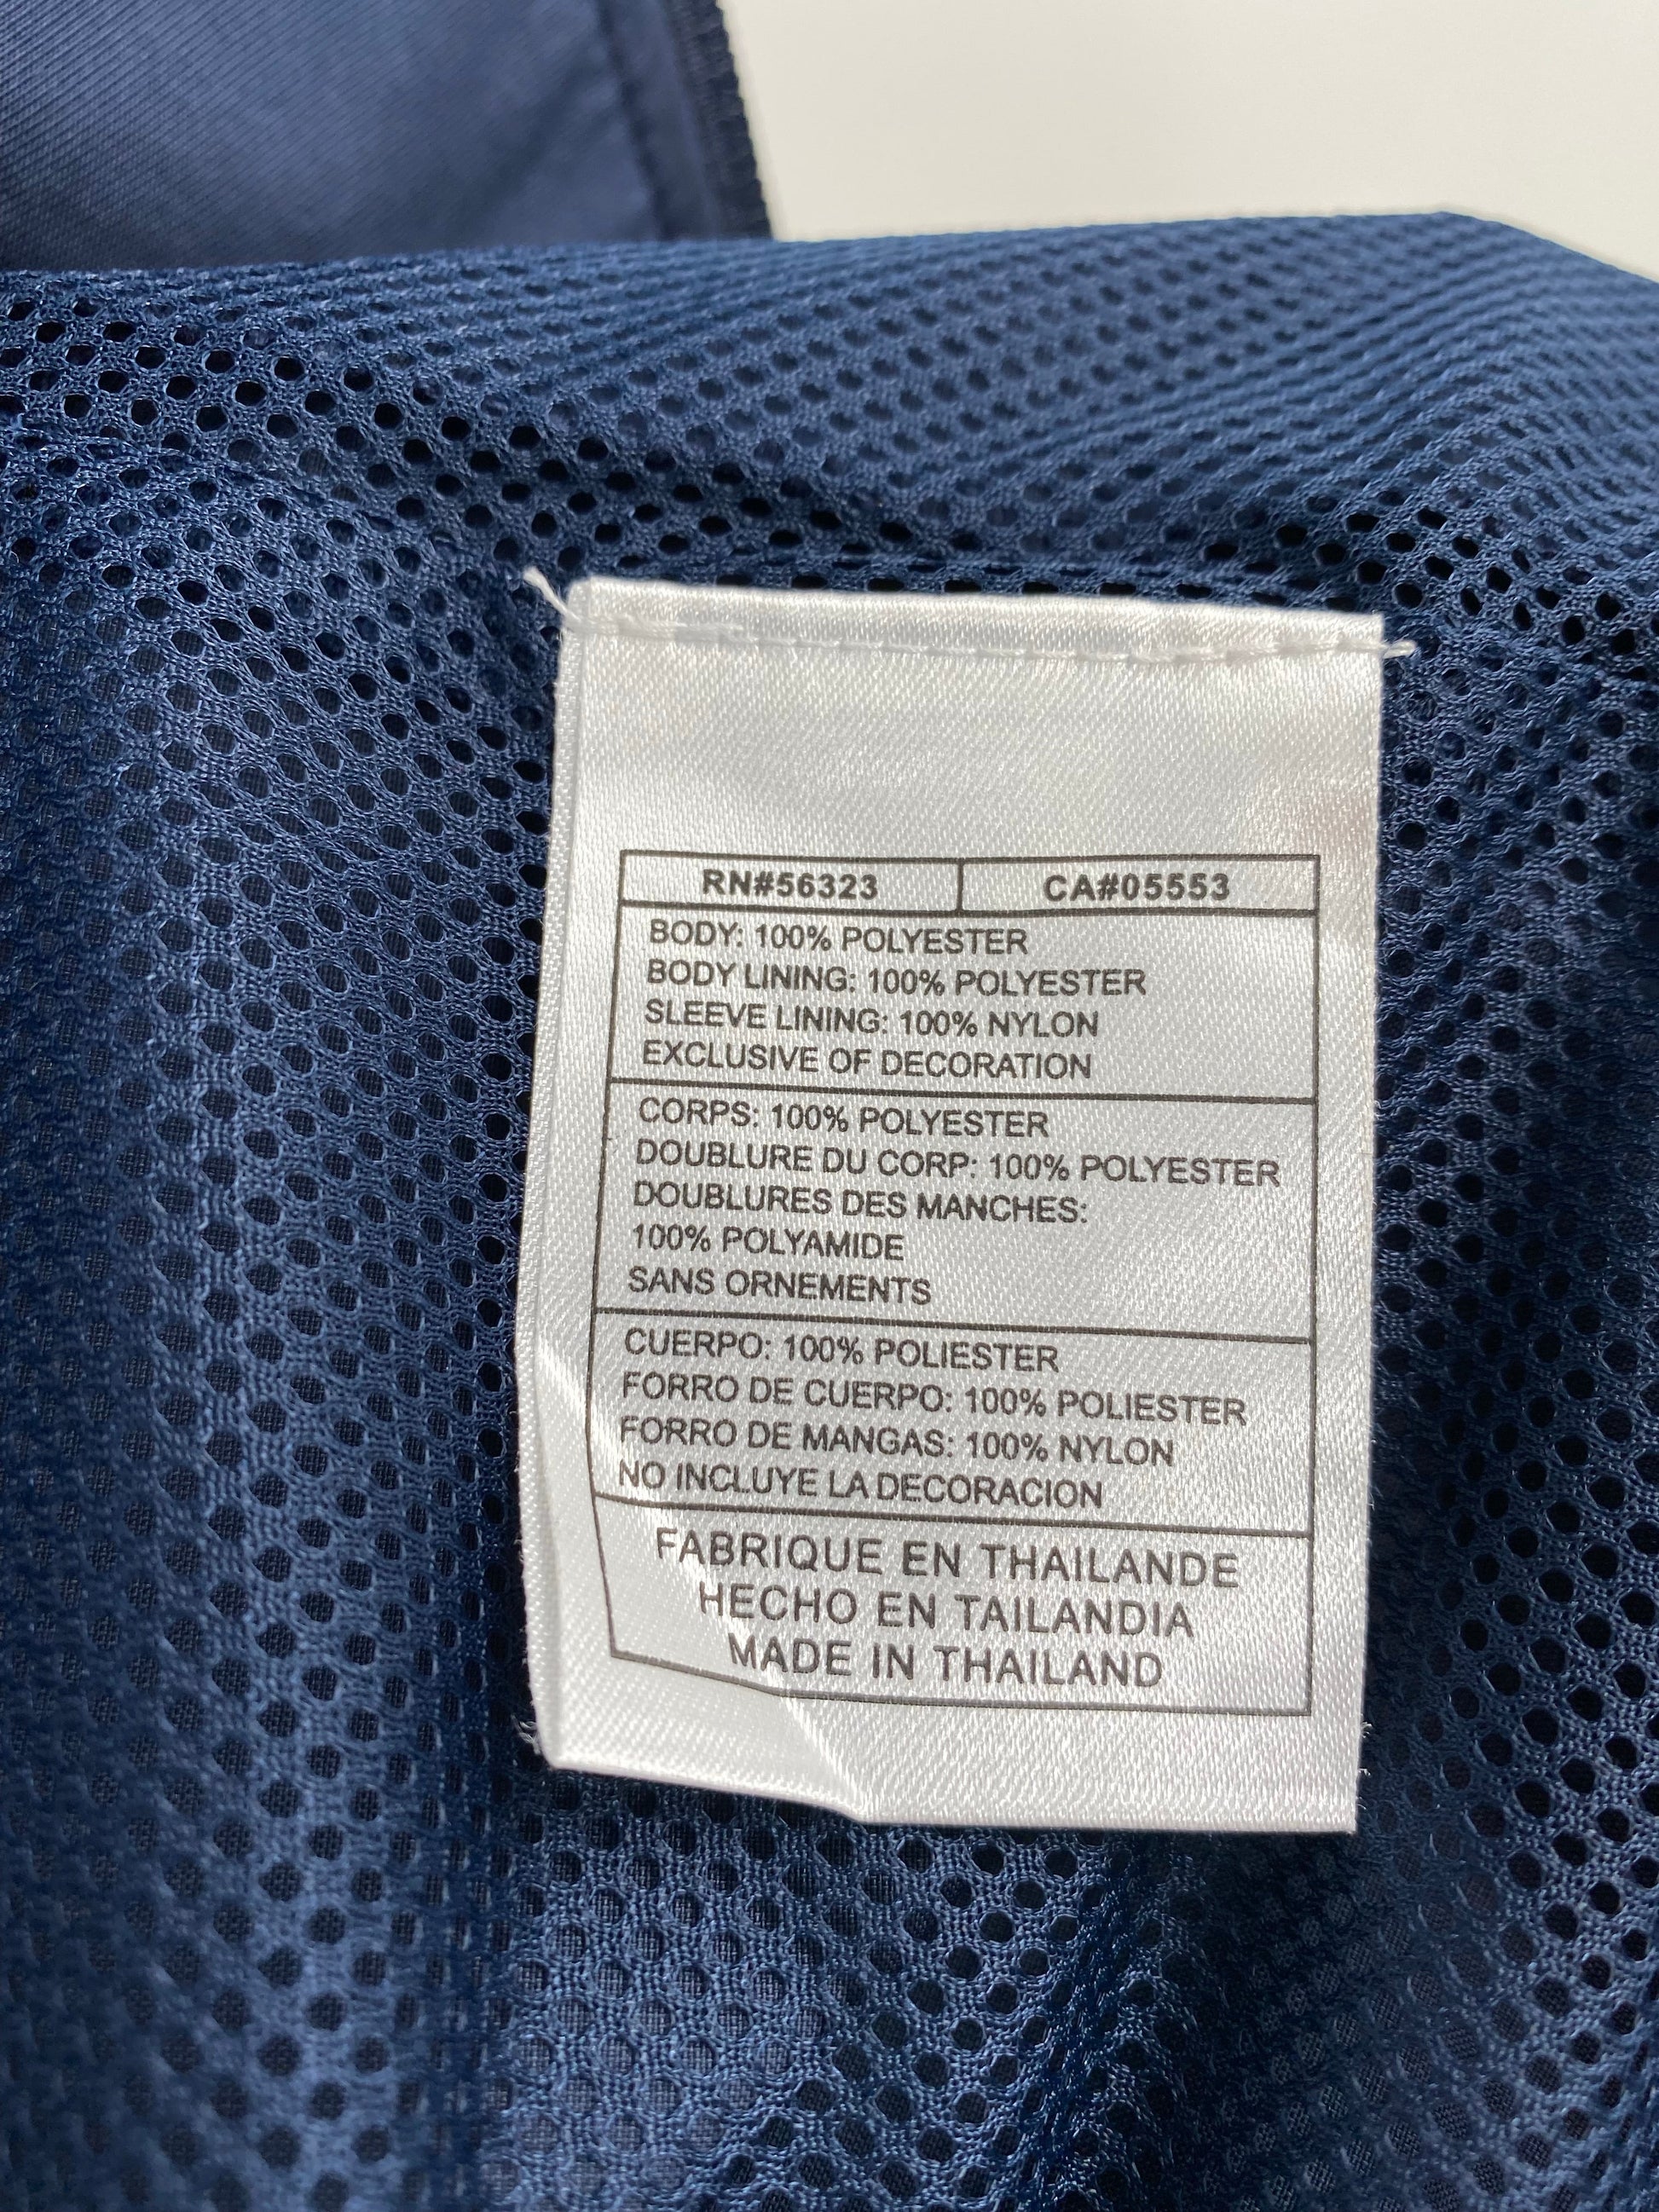 RN#56323 CA#05553
BODY: 100% POLYESTER
BODY LINING: 100% POLYESTER
SLEEVE LINING: 100% NYLON
EXCLUSIVE OF DECORATION
CORPS: 100% POLYESTER
DOUBLURE DU CORP: 100% POLYESTER
DOUBLURES DES MANCHES:
100% POLYAMIDE
SANS ORNEMENTS
CUERPO: 100% POLIESTER
FORRO DE CUERPO: 100% POLIESTER
FORRO DE MANGAS: 100% NYLON
NO INCLUYE LA DECORACION
FABRIQUE EN THAILANDE
HECHO EN TAILANDIA
MADE IN THAILAND